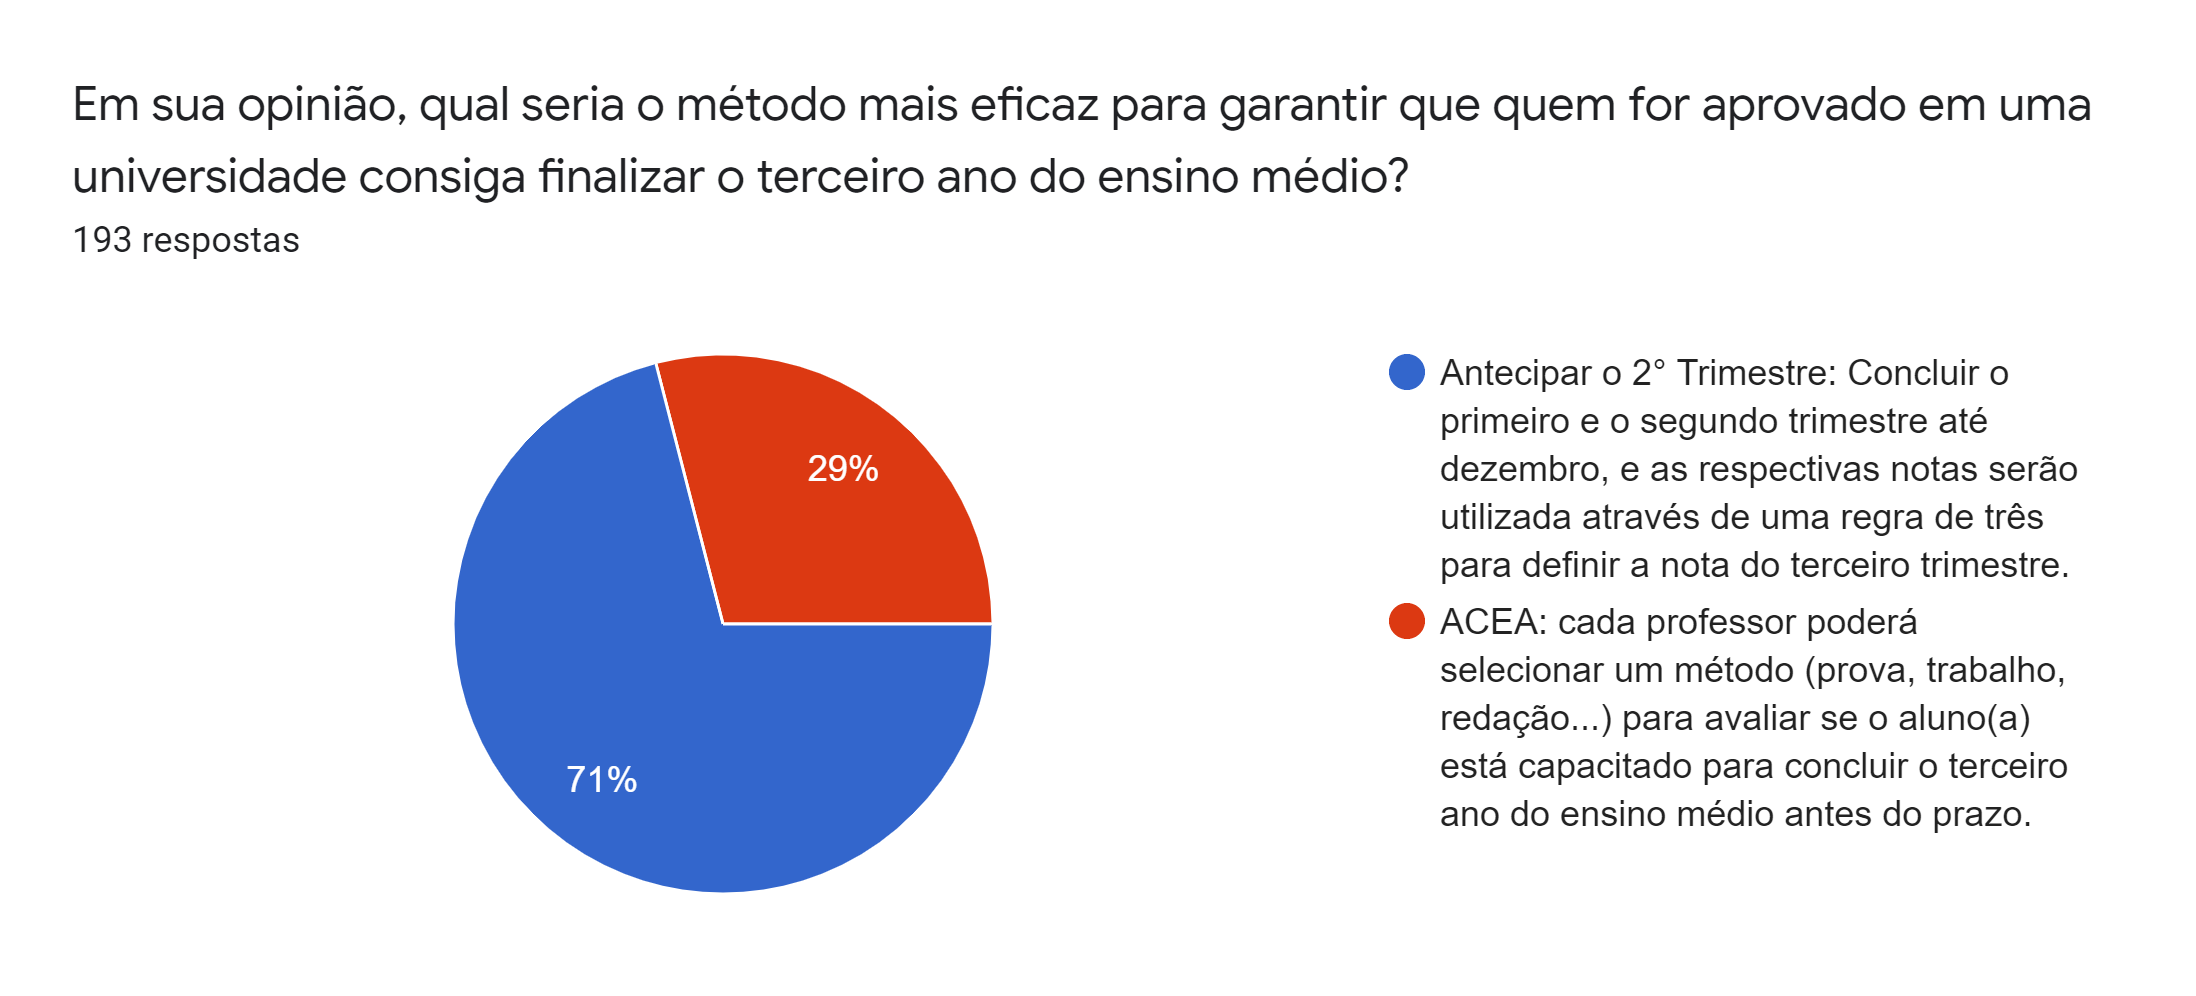 Em sua opinião, qual seria o método mais eficaz para garantir que quem for aprovado em uma
universidade consiga finalizar o terceiro ano do ensino médio?
193 respostas
29%
71%
Antecipar o 2° Trimestre: Concluir o
primeiro e o segundo trimestre até
dezembro, e as respectivas notas serão
utilizada através de uma regra de três
para definir a nota do terceiro trimestre.
ACEA: cada professor poderá
selecionar um método (prova, trabalho,
redação...) para avaliar se o aluno(a)
está capacitado para concluir o terceiro
ano do ensino médio antes do prazo.